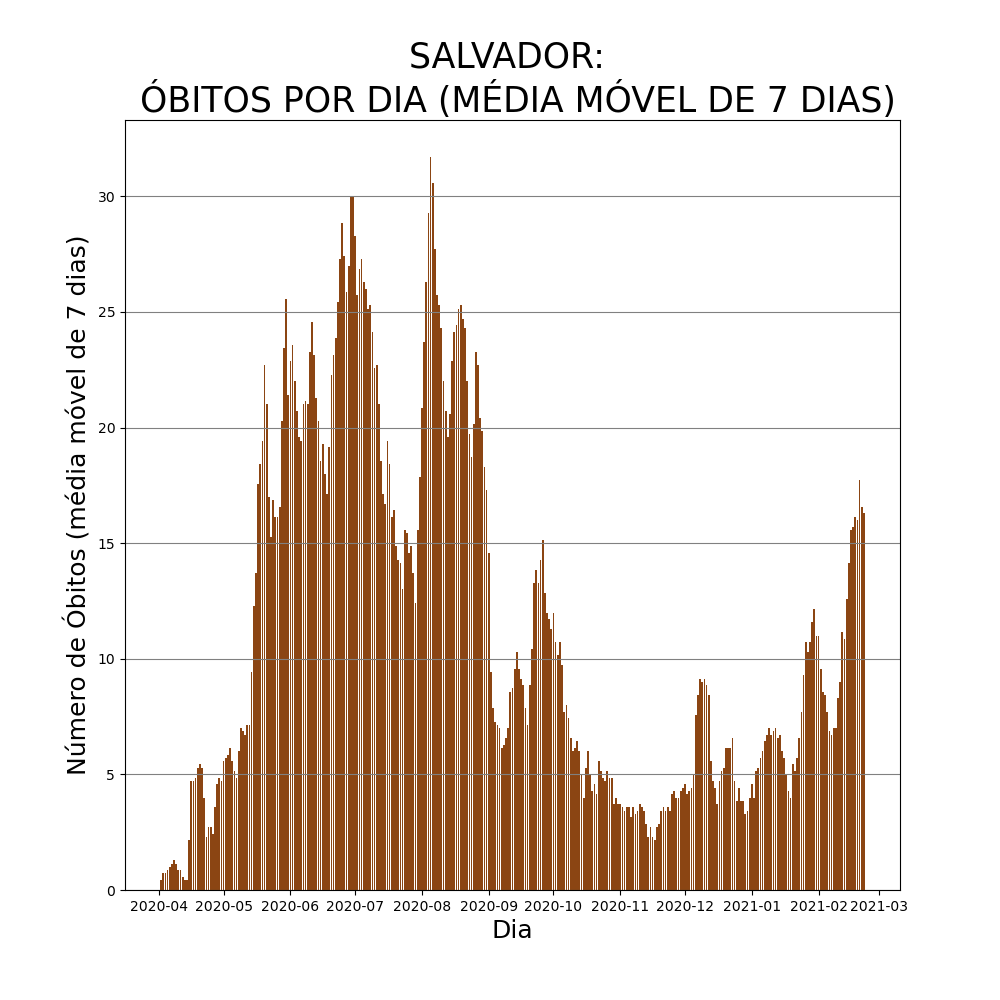 SALVADOR:
ÓBITOS POR DIA (MÉDIA MÓVEL DE 7 DIAS)
Número de Óbitos (média móvel de 7 dias)
30
25
20
15
10
5
0
2020-04 2020-05 2020-06 2020-07 2020-08 2020-09 2020-10 2020-11 2020-12 2021-01 2021-02 2021-03
Dia